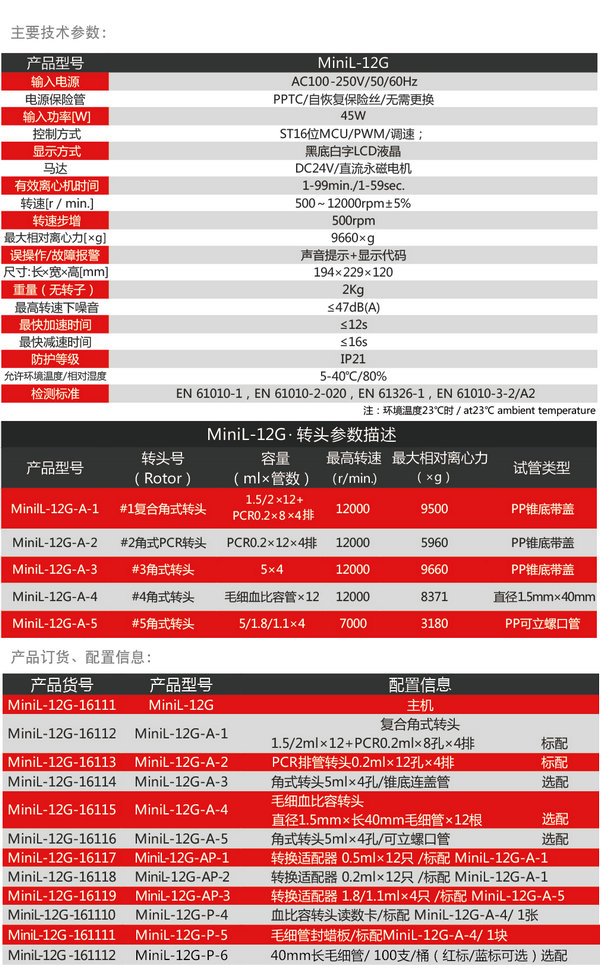 主要技术参数：
产品型号 MiniL-12G
输入电源 AC100-250V/50/60Hz
电源保险管 PPTC/自恢复保险丝/无需更换
输入功率[W] 45W
控制方式 ST16位MCU/PWM/调速；
显示方式 黑底白字LCD液晶
马达 DC24V/直流永磁电机
有效离心机时间 1-99min./1-59sec.
转速[r / min.] 500～12000rpm±5%
转速步增 500rpm
最大相对离心力[×g] 9660×g
误操作/故障报警 声音提示+显示代码
尺寸:长×宽×高[mm] 194×229×120
重量（无转子） 2Kg
最高转速下噪音 ≤47dB(A)
最快加速时间 ≤12s
最快减速时间 ≤16s
防护等级 IP21
允许环境温度/相对湿度 5-40℃/80%
检测标准 EN 61010-1，EN 61010-2-020，EN 61326-1，EN 61010-3-2/A2
注：环境温度23℃时 / at23℃ ambient temperature
MiniL-12G·转头参数描述
产品型号 转头号（Rotor） 容量（ml×管数） 最高转速(r/min.) 最大相对离心力（×g） 试管类型
MinilL-12G-A-1 #1复合角式转头 1.5/2×12+PCR0.2×8×4排 12000 9500 PP锥底带盖
MiniL-12G-A-2 #2角式PCR转头 PCR0.2×12×4排 12000 5960 PP锥底带盖
MiniL-12G-A-3 #3角式转头 5×4 12000 9660 PP锥底带盖
MiniL-12G-A-4 #4角式转头 毛细血比容管×12 12000 8371 直径1.5mm×40mm
MiniL-12G-A-5 #5角式转头 5/1.8/1.1×4 7000 3180 PP可立螺口管
产品订货、配置信息：
产品货号 产品型号 配置信息
MiniL-12G-16111 MiniL-12G 主机
MiniL-12G-16112 MiniL-12G-A-1 复合角式转头
1.5/2ml×12+PCR0.2ml×8孔×4排 标配
MiniL-12G-16113 MiniL-12G-A-2 PCR排管转头0.2ml×12孔×4排 标配
MiniL-12G-16114 MiniL-12G-A-3 角式转头5ml×4孔/锥底连盖管 选配
MiniL-12G-16115 MiniL-12G-A-4 毛细血比容转头
直径1.5mm×长40mm毛细管×12根 选配
MiniL-12G-16116 MiniL-12G-A-5 角式转头5ml×4孔/可立螺口管 选配
MiniL-12G-16117 MiniL-12G-AP-1 转换适配器 0.5ml×12只 /标配 MiniL-12G-A-1
MiniL-12G-16118 MiniL-12G-AP-2 转换适配器 0.2ml×12只 /标配 MiniL-12G-A-1
MiniL-12G-16119 MiniL-12G-AP-3 转换适配器 1.8/1.1ml×4只 /标配 MiniL-12G-A-5
MiniL-12G-161110 MiniL-12G-P-4 血比容转头读数卡/标配 MiniL-12G-A-4/ 1张
MiniL-12G-161111 MiniL-12G-P-5 毛细管封蜡板/标配MiniL-12G-A-4/ 1块
MiniL-12G-161112 MiniL-12G-P-6 40mm长毛细管/ 100支/桶（红标/蓝标可选）选配